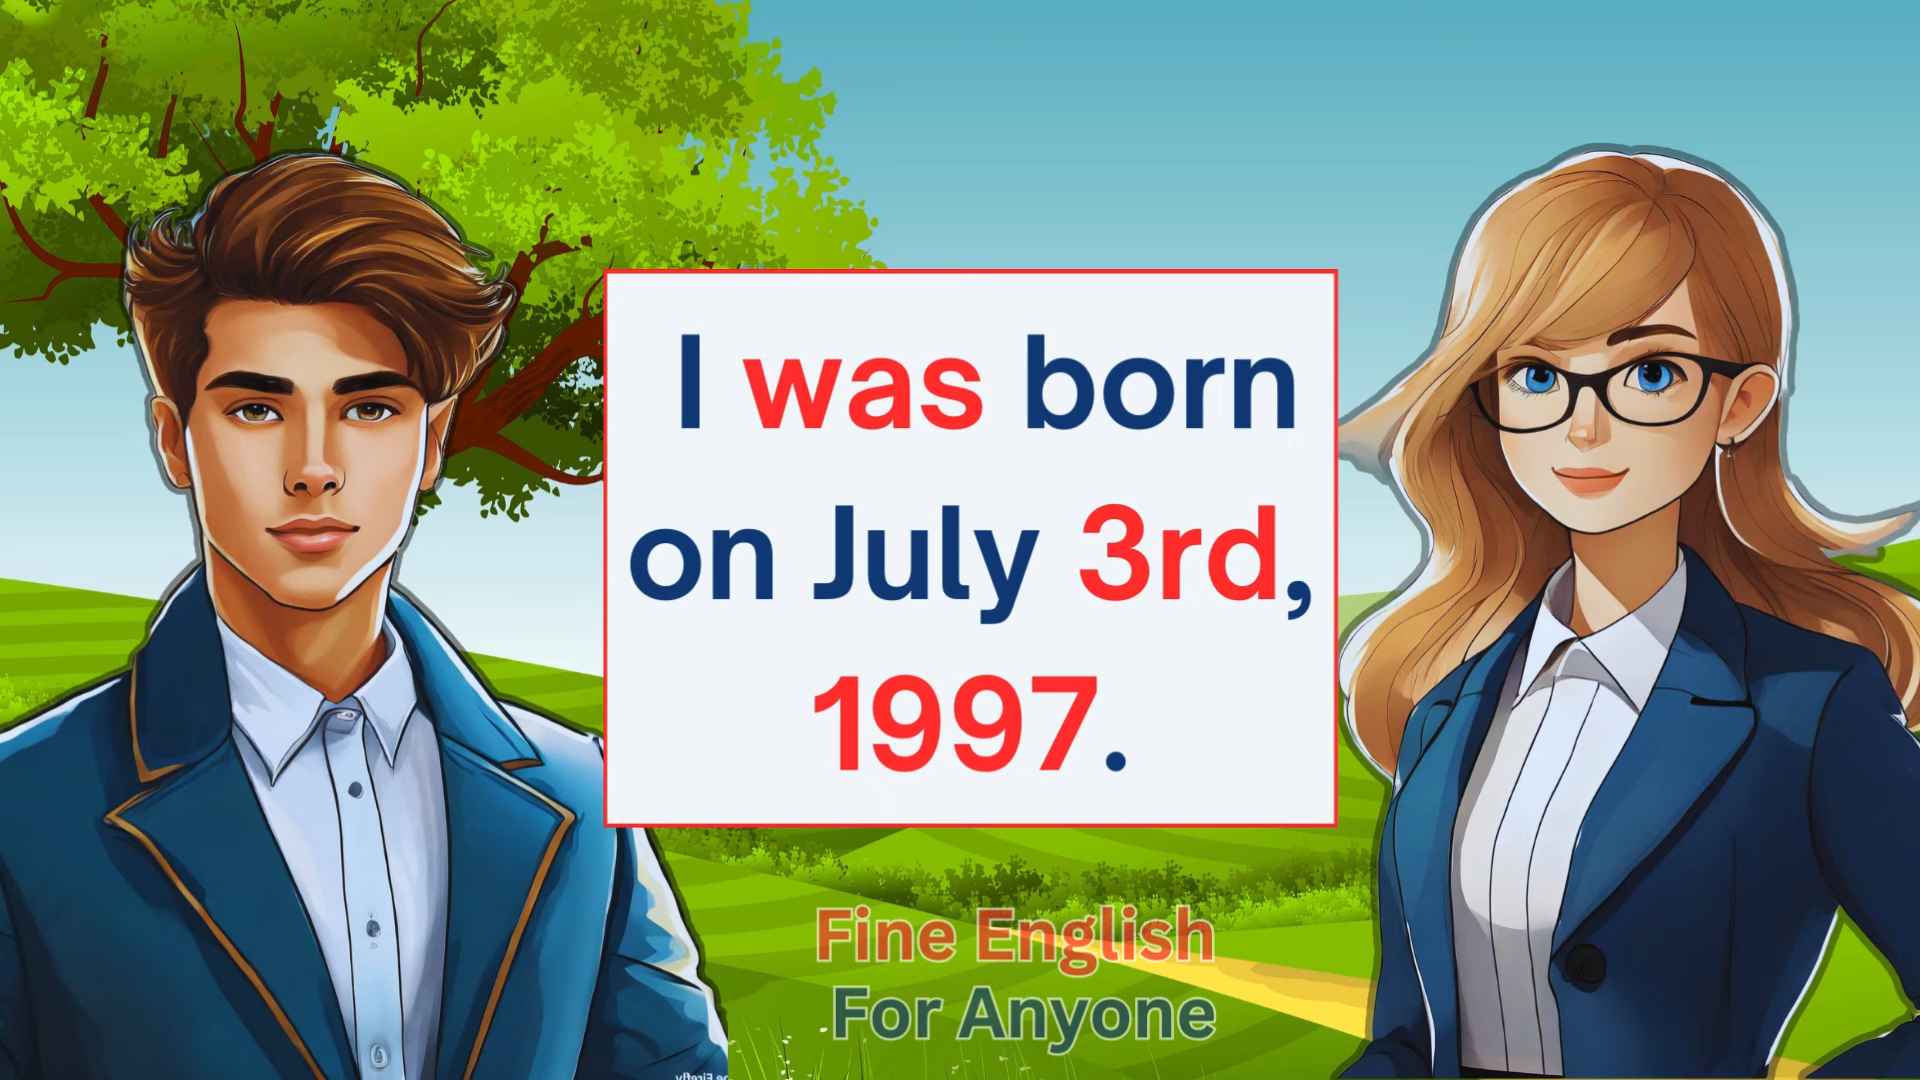 I was born
on July 3rd,
1997.
Fine English
For Anyone